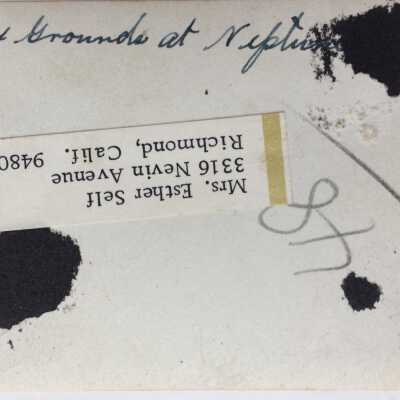 Grounds at Neptune
Mrs. Esther Self
3316 Nevin Avenue
Richmond, Calif. 9480